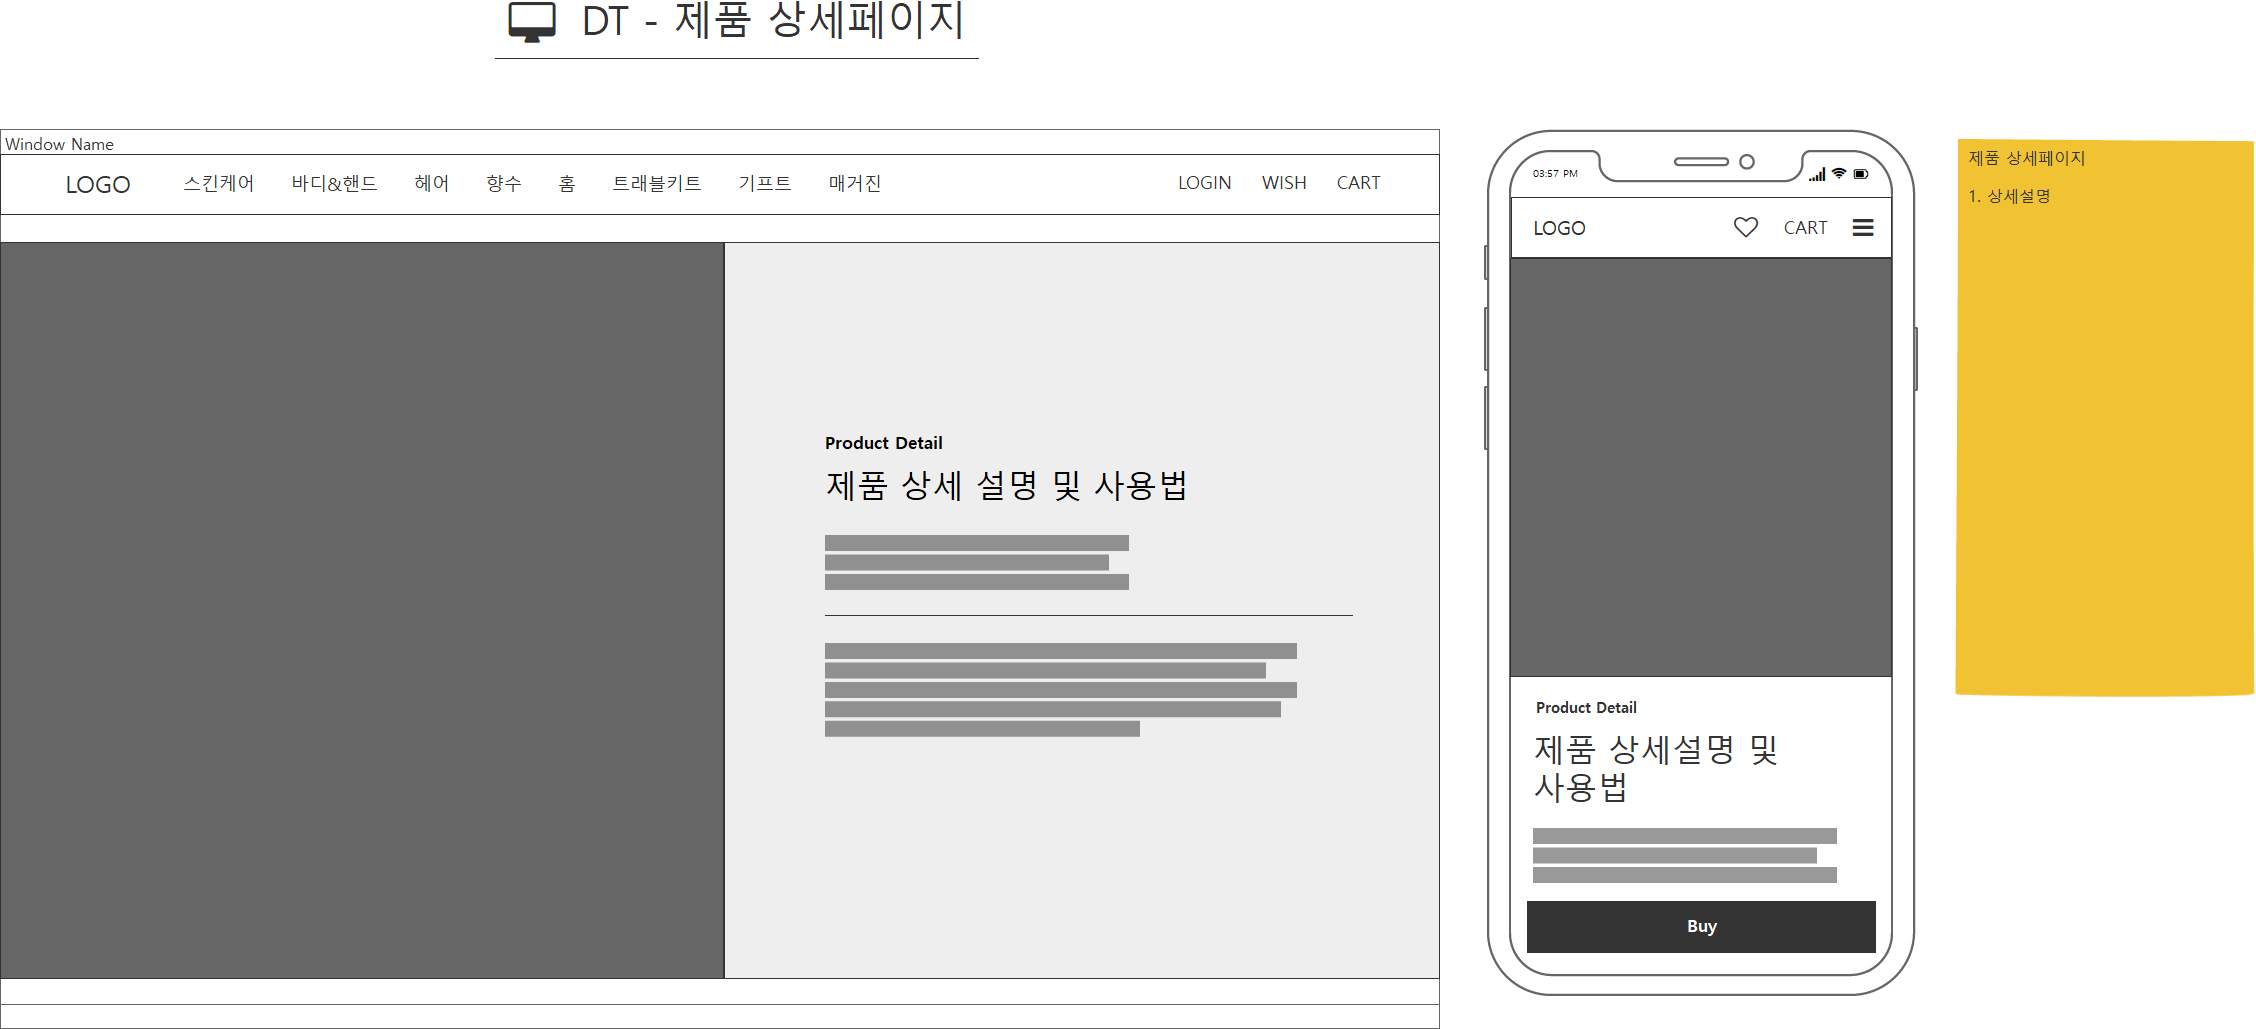 DT - 제품 상세페이지
Window Name
LOGO 스킨케어 바디&핸드 헤어 향수 홈 트래블키트 기프트 매거진 LOGIN WISH CART
Product Detail
제품 상세 설명 및 사용법
03:57 PM
LOGO CART
Product Detail
제품 상세설명 및
사용법
Buy
제품 상세페이지
1. 상세설명